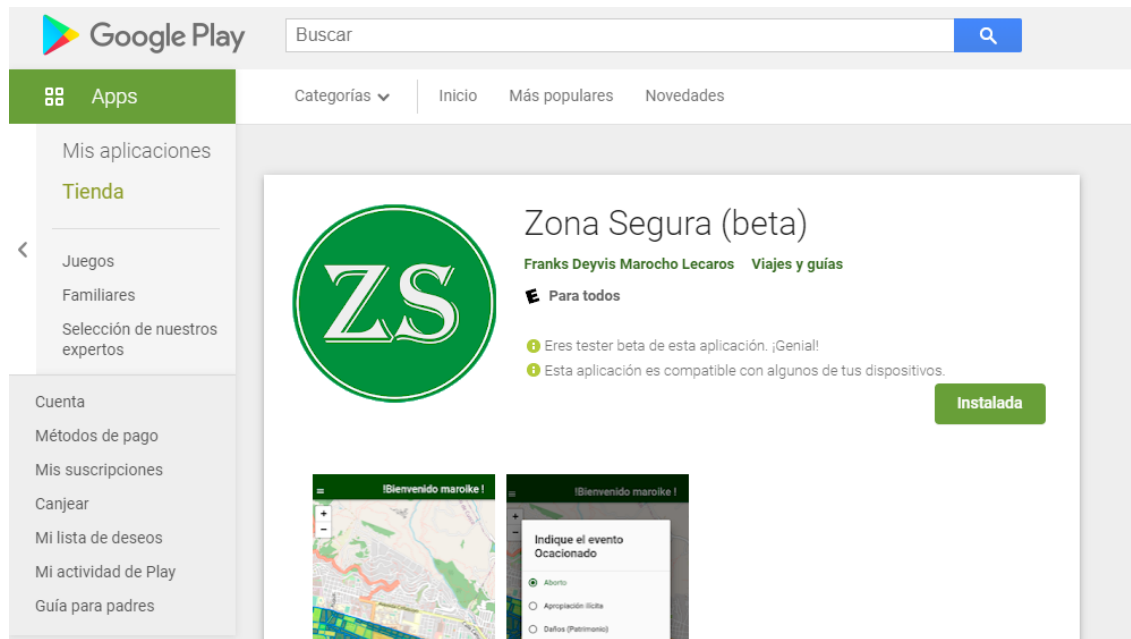 Google Play
Buscar
Apps
Categorías
Inicio
Más populares
Novedades
Mis aplicaciones
Tienda
Juegos
Familiares
Selección de nuestros
expertos
Cuenta
Métodos de pago
Mis suscripciones
Canjear
Mi lista de deseos
Mi actividad de Play
Guía para padres
ZS
Zona Segura (beta)
Franks Deyvis Marocho Lecaros Viajes y guías
E Para todos
Eres tester beta de esta aplicación. ¡Genial!
Esta aplicación es compatible con algunos de tus dispositivos.
Instalada
!Bienvenido maroike !
+
−
!Bienvenido maroike !
+
Indique el evento
Ocacionado
Aborto
Apropiación ilícita
Daños (Patrimonio)